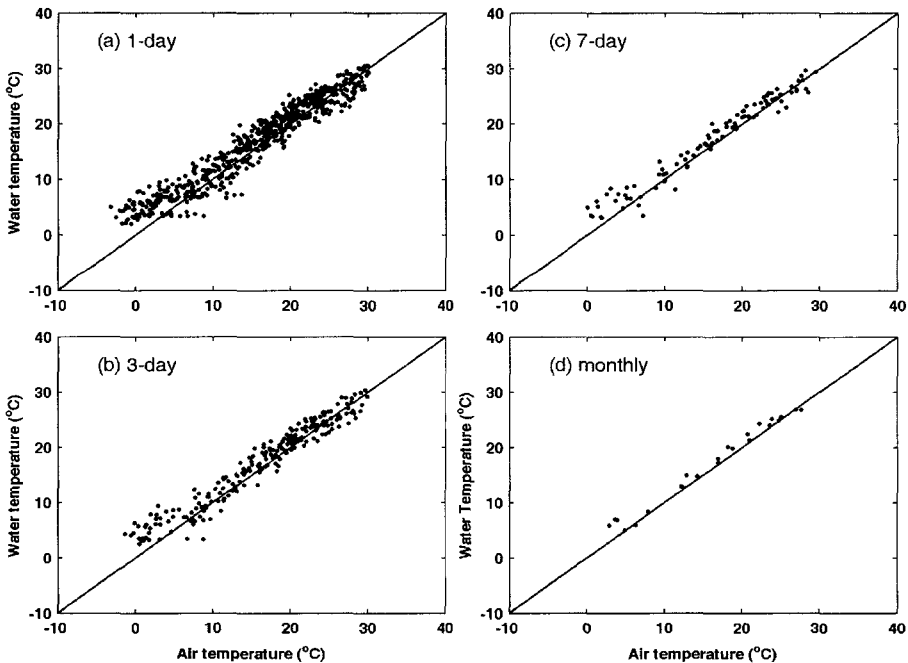 (a) 1-day
40
30
20
10
0
-10
-10 0 10 20 30 40
Water temperature (°C)
(c) 7-day
40
30
20
10
0
-10
-10 0 10 20 30 40
Water temperature (°C)
(b) 3-day
40
30
20
10
0
-10
-10 0 10 20 30 40
Water temperature (°C)
Air temperature (°C)
(d) monthly
40
30
20
10
0
-10
-10 0 10 20 30 40
Water Temperature (°C)
Air temperature (°C)